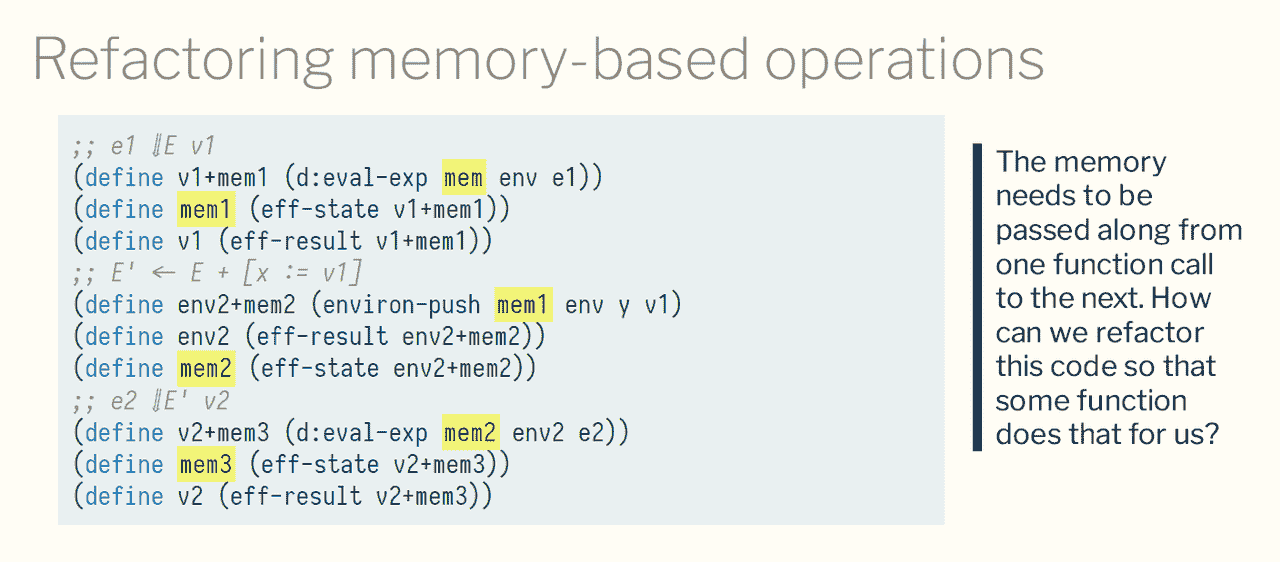 Refactoring memory-based operations
;; e1 ⇓E v1
(define v1+mem1 (d:eval-exp mem env e1))
(define mem1 (eff-state v1+mem1))
(define v1 (eff-result v1+mem1))
;; E' ← E + [x := v1]
(define env2+mem2 (environ-push mem1 env y v1)
(define env2 (eff-result env2+mem2))
(define mem2 (eff-state env2+mem2))
;; e2 ⇓E' v2
(define v2+mem3 (d:eval-exp mem2 env2 e2))
(define mem3 (eff-state v2+mem3))
(define v2 (eff-result v2+mem3))
The memory
needs to be
passed along from
one function call
to the next. How
can we refactor
this code so that
some function
does that for us?